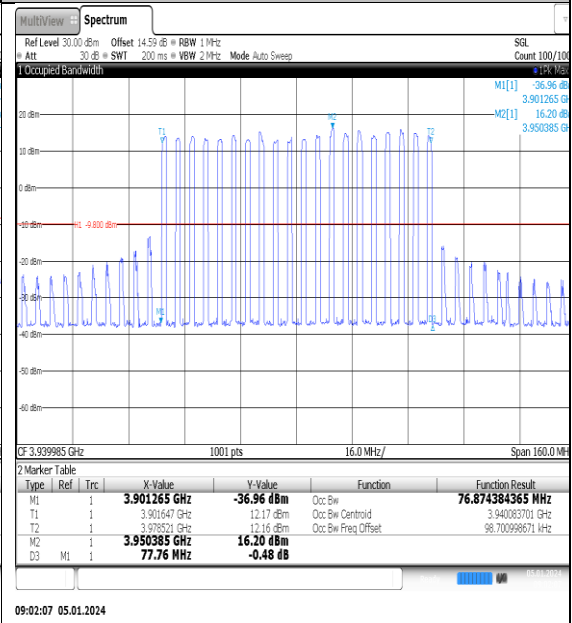 MultiView Spectrum
Ref Level 30.00 dBm Offset 14.59 dB RBW 1 MHz SGL
Att 30 dB SWT 200 ms VBW 2 MHz Mode Auto Sweep Count 100/100
1 Occupied Bandwidth 1Pk Max
M1[1] -36.96 dB
3.901265 G
M2[1] 16.20 dB
3.950385 G
20 dBm
M2
T1 T2
10 dBm
0 dBm
-10 dBm H1 -9.800 dBm
-20 dBm
-30 dBm
M1 D3
-40 dBm
-50 dBm
-60 dBm
CF 3.939985 GHz 1001 pts 16.0 MHz/ Span 160.0 MH
2 Marker Table
Type Ref Trc X-Value Y-Value Function Function Result
M1 1 3.901265 GHz -36.96 dBm Occ Bw 76.874384365 MHz
T1 1 3.901647 GHz 12.17 dBm Occ Bw Centroid 3.940083701 GHz
T2 1 3.978521 GHz 12.16 dBm Occ Bw Freq Offset 98.700998671 kHz
M2 1 3.950385 GHz 16.20 dBm
D3 M1 1 77.76 MHz -0.48 dB
05.01.2024
09:02:07 05.01.2024